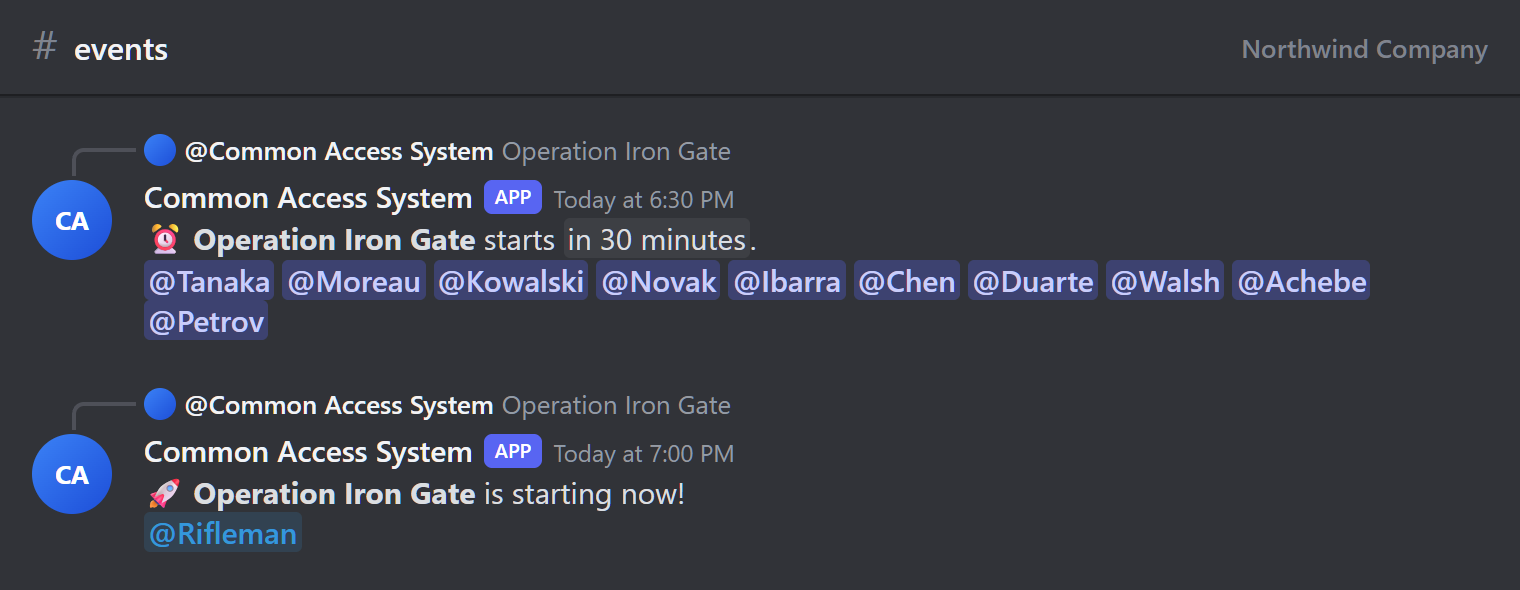 # events
Northwind Company
@Common Access System Operation Iron Gate
CA
Common Access System APP Today at 6:30 PM
⏰ Operation Iron Gate starts in 30 minutes.
@Tanaka @Moreau @Kowalski @Novak @Ibarra @Chen @Duarte @Walsh @Achebe
@Petrov
@Common Access System Operation Iron Gate
CA
Common Access System APP Today at 7:00 PM
🚀 Operation Iron Gate is starting now!
@Rifleman